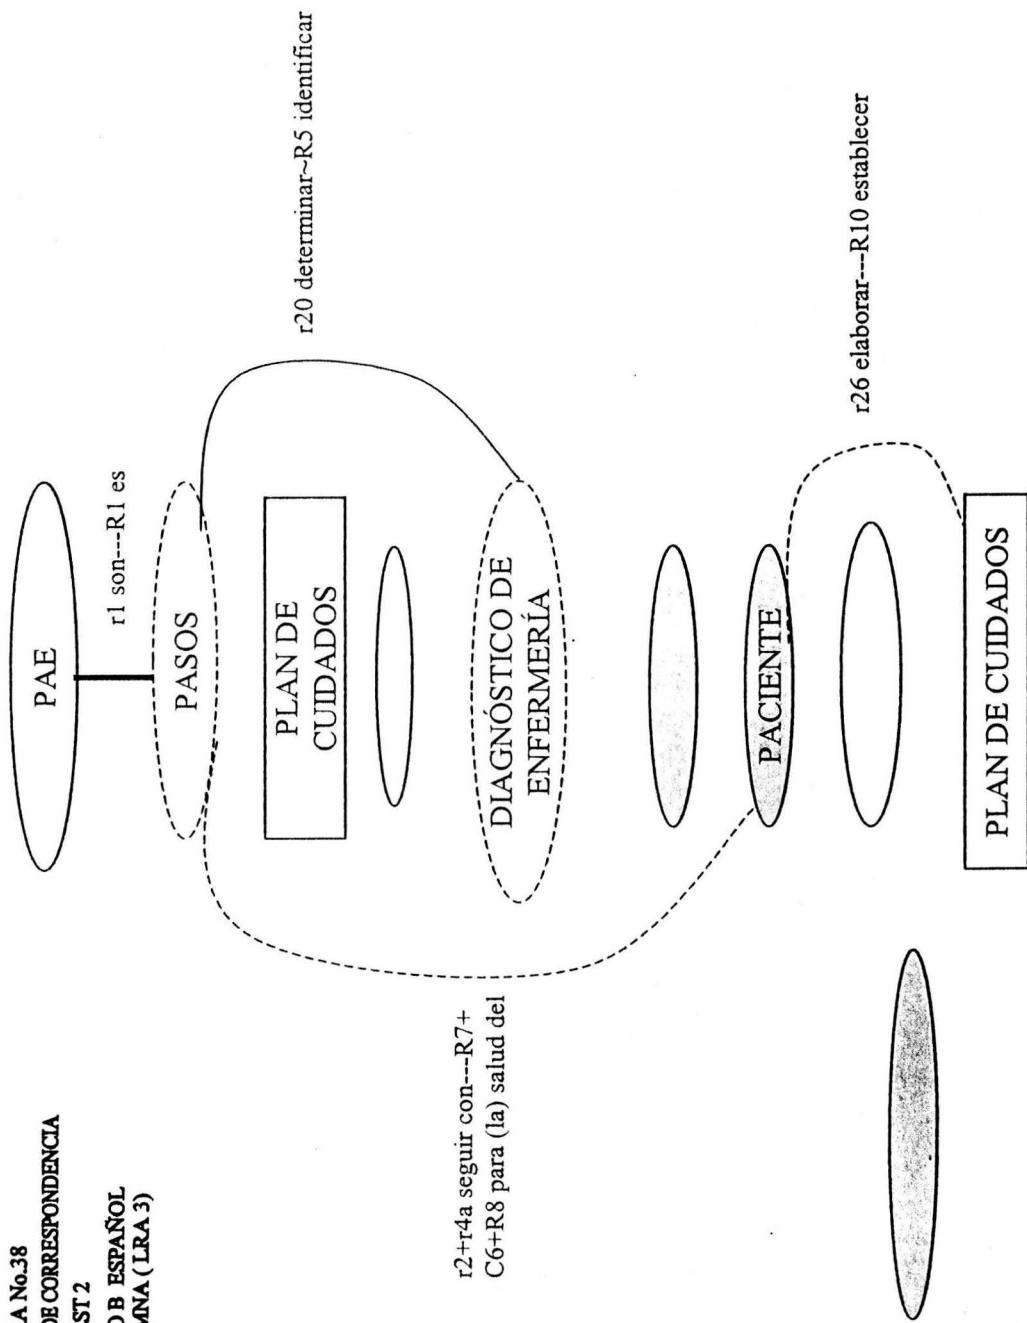 A No.38
DE CORRESPONDENCIA
ST 2
O B ESPAÑOL
MNA ( LRA 3)
PAE
r1 son---R1 es
PASOS
r20 determinar~R5 identificar
PLAN DE
CUIDADOS
DIAGNÓSTICO DE
ENFERMERÍA
r2+r4a seguir con---R7+
C6+R8 para (la) salud del
PACIENTE
r26 elaborar---R10 establecer
PLAN DE CUIDADOS